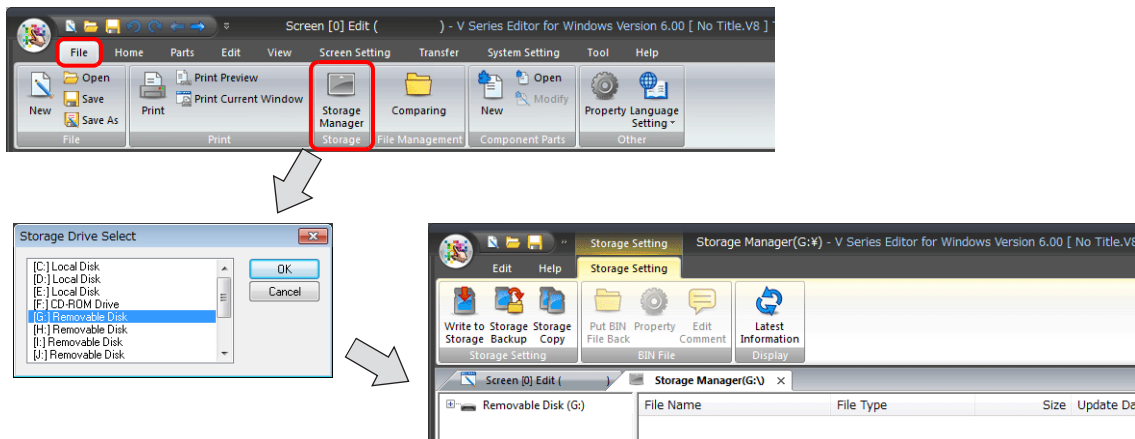 Screen [0] Edit (          ) - V Series Editor for Windows Version 6.00 [ No Title.V8 ]
File Home Parts Edit View Screen Setting Transfer System Setting Tool Help
New
Open
Save
Save As
File
Print
Print Preview
Print Current Window
Print
Storage
Manager
Storage
Comparing
File Management
New
Open
Modify
Component Parts
Property
Language
Setting
Other
Storage Drive Select
[C:] Local Disk
[D:] Local Disk
[E:] Local Disk
[F:] CD-ROM Drive
[G:] Removable Disk
[H:] Removable Disk
[I:] Removable Disk
[J:] Removable Disk
OK
Cancel
Storage Setting
Storage Manager(G:¥) - V Series Editor for Windows Version 6.00 [ No Title.V8
Edit Help Storage Setting
Write to
Storage
Storage
Backup
Storage
Copy
Storage Setting
Put BIN
File Back
Property
Edit
Comment
BIN File
Latest
Information
Display
Screen [0] Edit (          )
Storage Manager(G:\)
Removable Disk (G:)
File Name File Type Size Update Da